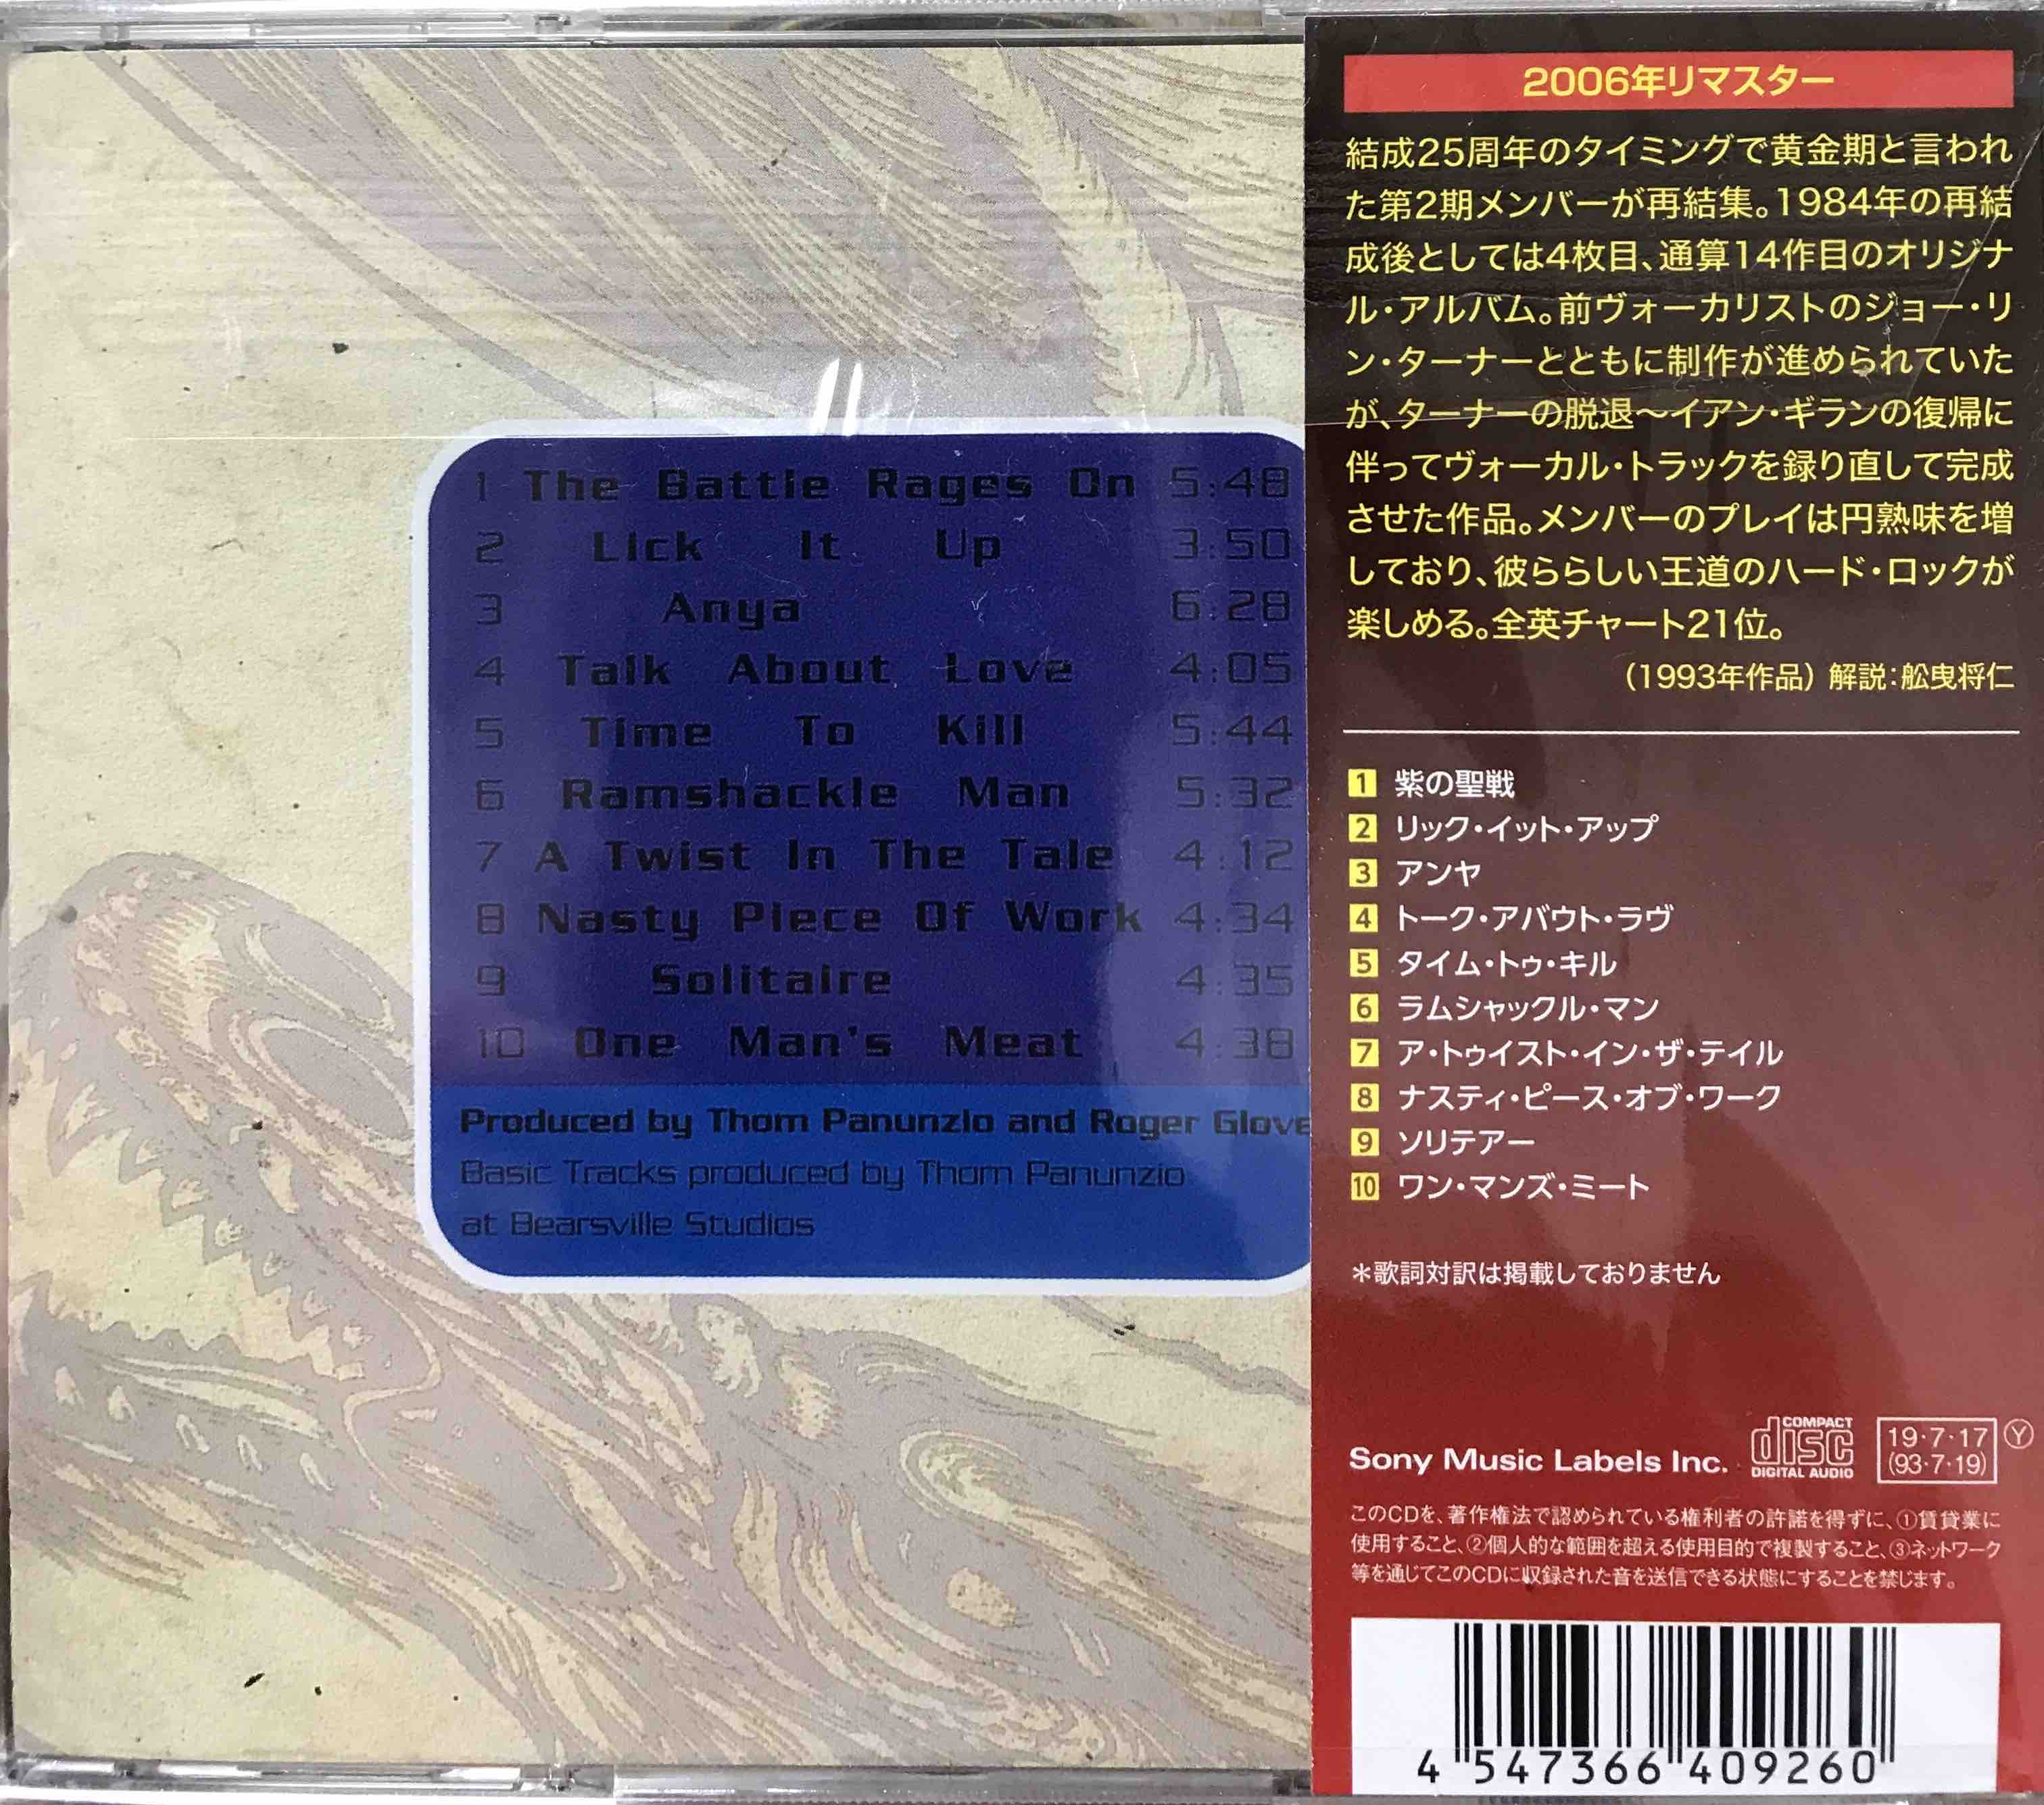 1 The Battle Rages On 5:48
2 Lick It Up 3:50
3 Anya 6:28
4 Talk About Love 4:05
5 Time To Kill 5:44
6 Ramshackle Man 5:32
7 A Twist In The Tale 4:12
8 Nasty Piece Of Work 4:34
9 Solitaire 4:35
10 One Man's Meat 4:38
Produced by Thom Panunzio and Roger Glove
Basic Tracks produced by Thom Panunzio
at Bearsville Studios
2006年リマスター
結成25周年のタイミングで黄金期と言われ
た第2期メンバーが再結集。1984年の再結
成後としては4枚目、通算14作目のオリジナ
ル・アルバム。前ヴォーカリストのジョー・リ
ン・ターナーとともに制作が進められていた
が、ターナーの脱退〜イアン・ギランの復帰に
伴ってヴォーカル・トラックを録り直して完成
させた作品。メンバーのプレイは円熟味を増
しており、彼ららしい王道のハード・ロックが
楽しめる。全英チャート21位。
(1993年作品) 解説:舩曳将仁
1 紫の聖戦
2 リック・イット・アップ
3 アンヤ
4 トーク・アバウト・ラヴ
5 タイム・トゥ・キル
6 ラムシャックル・マン
7 ア・トゥイスト・イン・ザ・テイル
8 ナスティ・ピース・オブ・ワーク
9 ソリテアー
10 ワン・マンズ・ミート
＊歌詞対訳は掲載しておりません
Sony Music Labels Inc.
COMPACT
disc
DIGITAL AUDIO
19・7・17
(93・7・19)
Ⓨ
このCDを、著作権法で認められている権利者の許諾を得ずに、①賃貸業に
使用すること、②個人的な範囲を超える使用目的で複製すること、③ネットワーク
等を通じてこのCDに収録された音を送信できる状態にすることを禁じます。
4 547366 409260